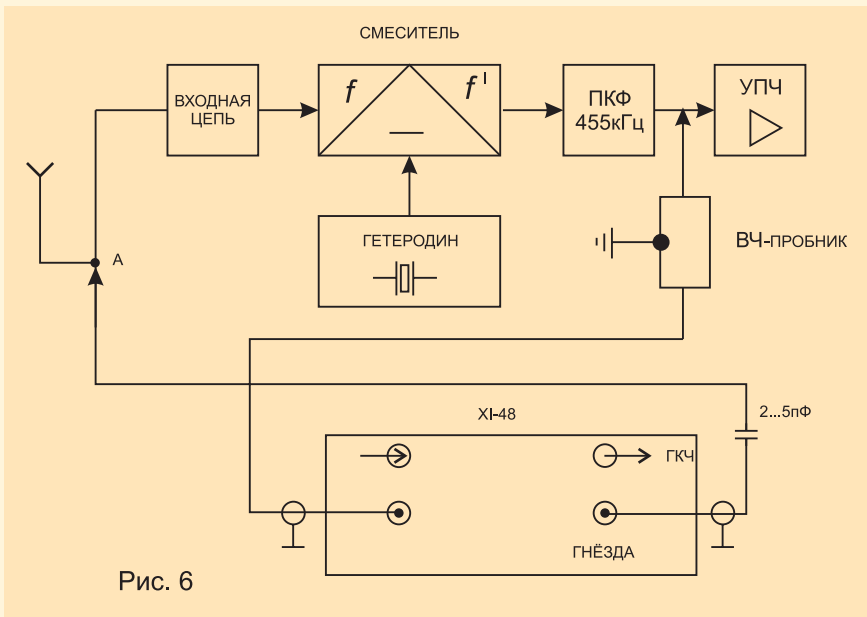 СМЕСИТЕЛЬ
ВХОДНАЯ
ЦЕПЬ
f
f I
ПКФ
455кГц
УПЧ
ГЕТЕРОДИН
ВЧ-ПРОБНИК
А
2...5пФ
XI-48
ГКЧ
ГНЁЗДА
Рис. 6